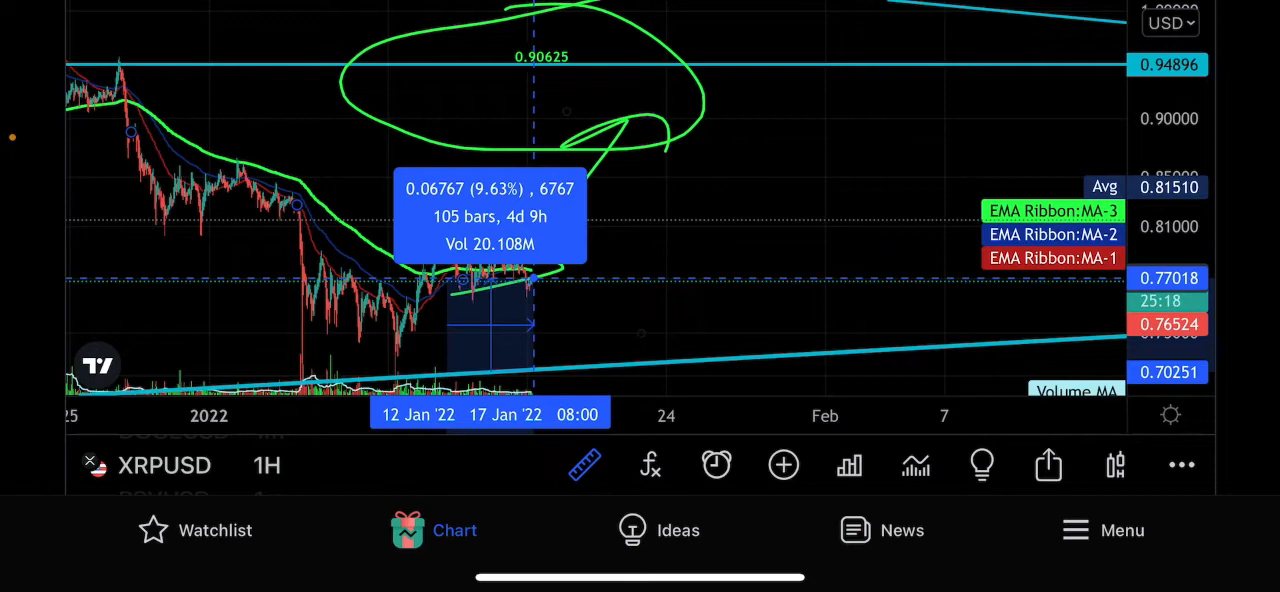 USD
0.90625
0.94896
0.90000
Avg 0.81510
0.06767 (9.63%) , 6767
105 bars, 4d 9h
Vol 20.108M
EMA Ribbon:MA-3
0.81000
EMA Ribbon:MA-2
EMA Ribbon:MA-1
0.77018
25:18
0.76524
0.70251
Volume MA
25 2022 12 Jan '22 17 Jan '22 08:00 24 Feb 7
XRPUSD 1H
Watchlist Chart Ideas News Menu